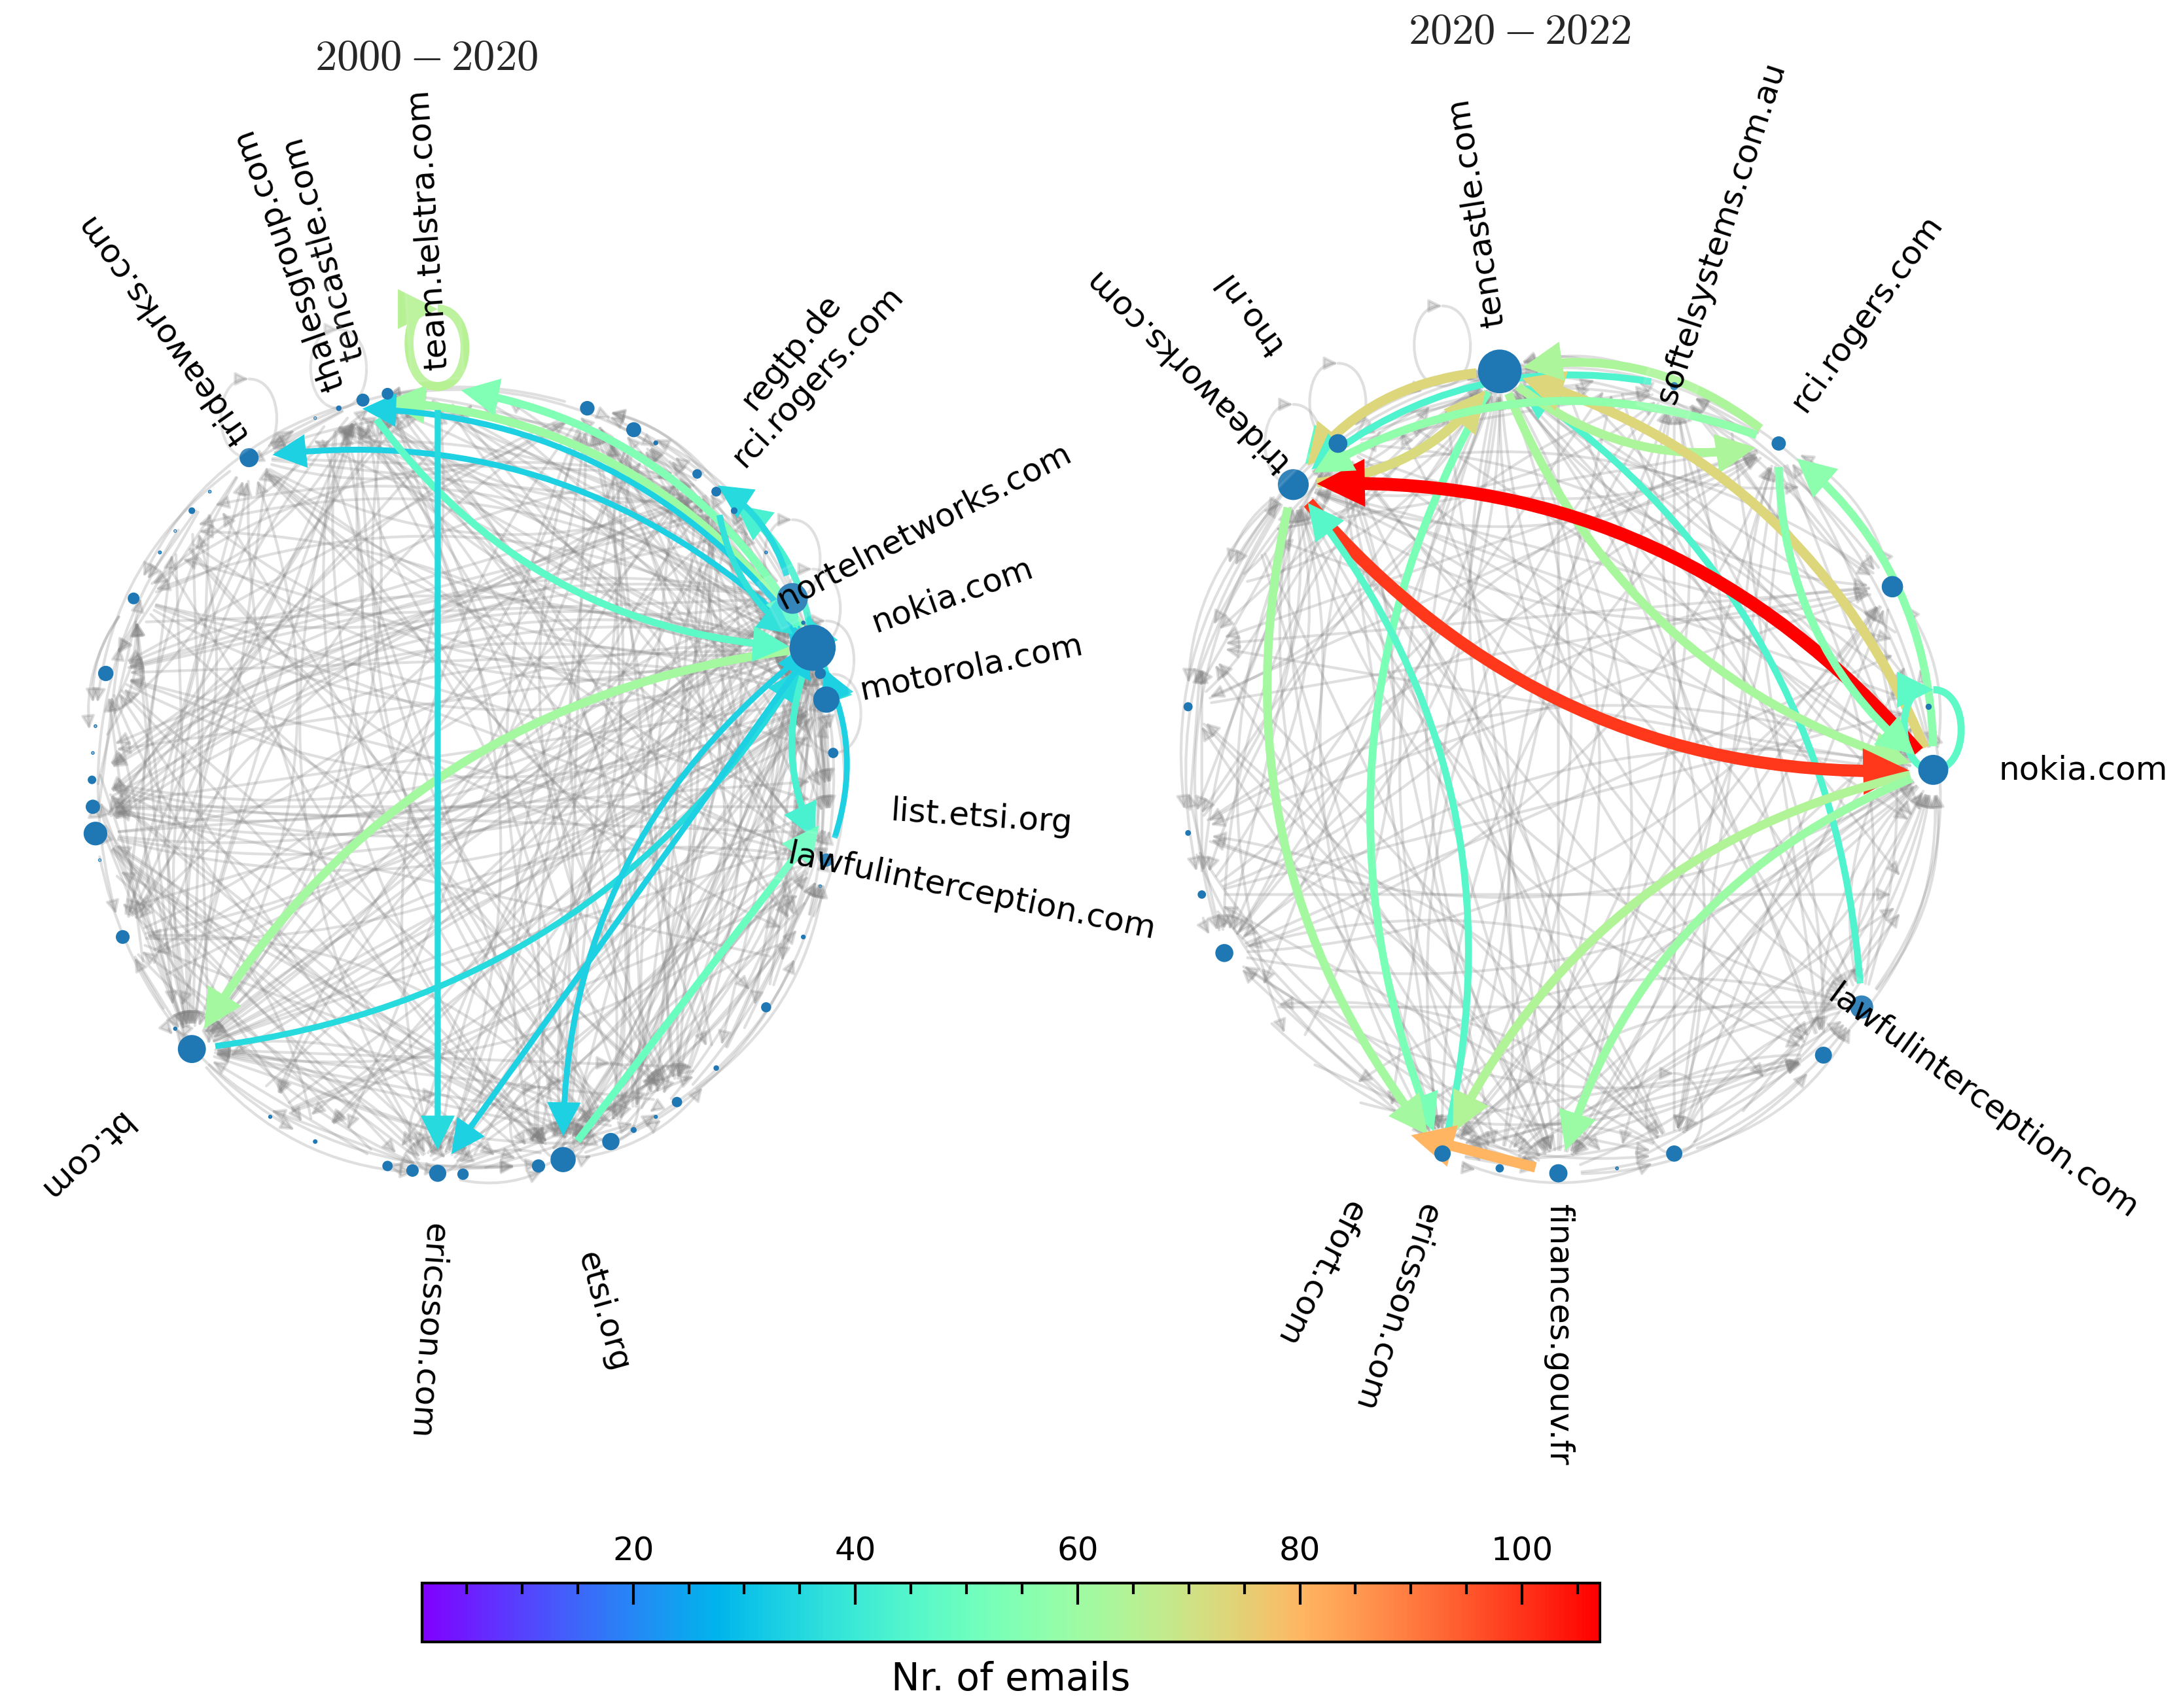 2000 – 2020
team.telstra.com
tencastle.com
thalesgroup.com
trideaworks.com
regtp.de
rci.rogers.com
nortelnetworks.com
nokia.com
motorola.com
list.etsi.org
lawfulinterception.com
bt.com
ericsson.com
etsi.org
2020 – 2022
tencastle.com
softelsystems.com.au
rci.rogers.com
tno.nl
trideaworks.com
nokia.com
lawfulinterception.com
efort.com
ericsson.com
finances.gouv.fr
20 40 60 80 100
Nr. of emails